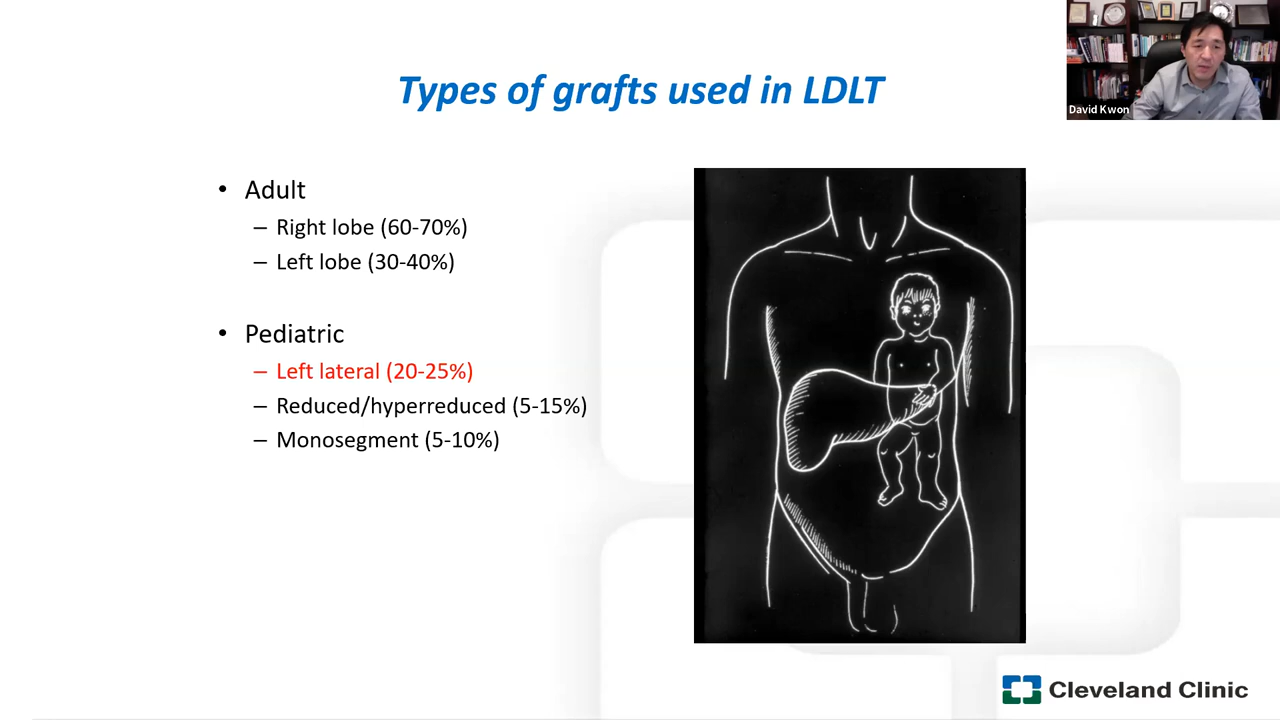 Types of grafts used in LDLT
David Kwon
• Adult
– Right lobe (60-70%)
– Left lobe (30-40%)
• Pediatric
– Left lateral (20-25%)
– Reduced/hyperreduced (5-15%)
– Monosegment (5-10%)
Cleveland Clinic